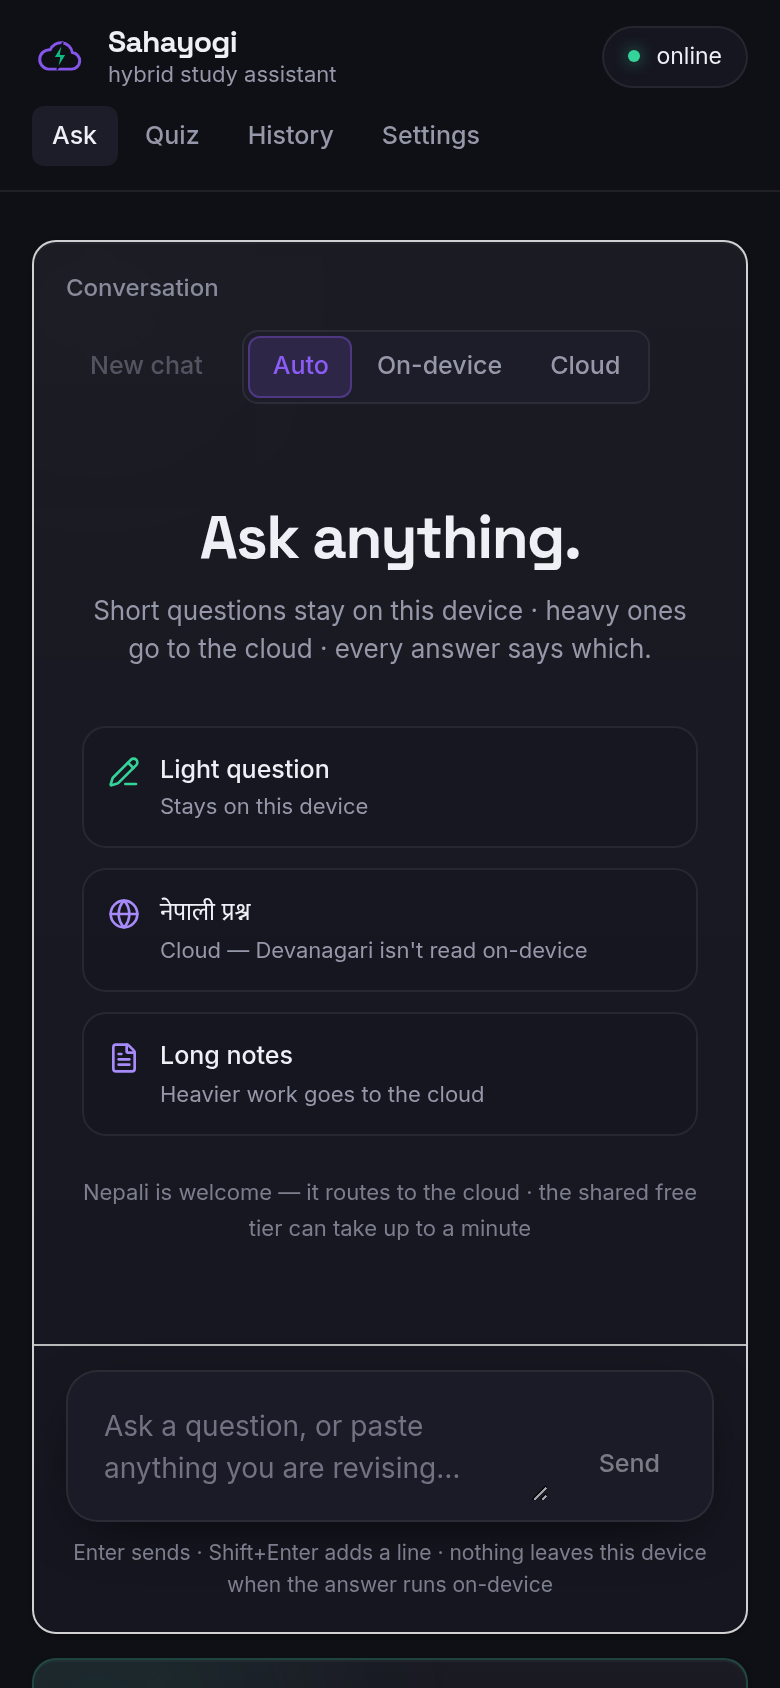 Sahayogi
hybrid study assistant
online
Ask Quiz History Settings
Conversation
New chat Auto On-device Cloud
Ask anything.
Short questions stay on this device · heavy ones
go to the cloud · every answer says which.
Light question
Stays on this device
नेपाली प्रश्न
Cloud — Devanagari isn't read on-device
Long notes
Heavier work goes to the cloud
Nepali is welcome — it routes to the cloud · the shared free
tier can take up to a minute
Ask a question, or paste
anything you are revising...
Send
Enter sends · Shift+Enter adds a line · nothing leaves this device
when the answer runs on-device